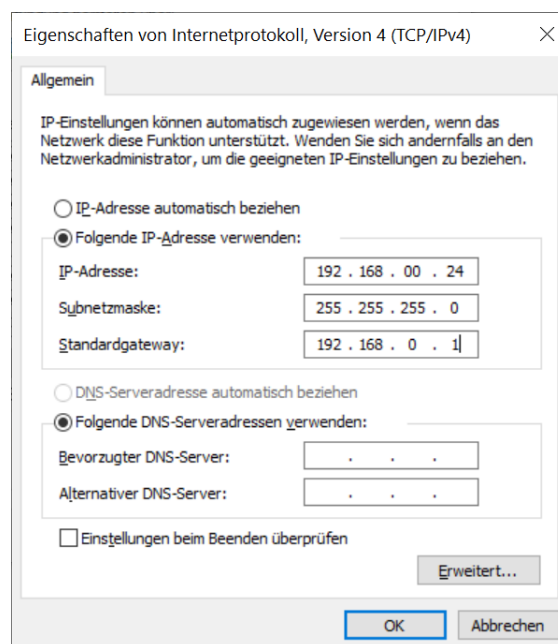 Eigenschaften von Internetprotokoll, Version 4 (TCP/IPv4)
Allgemein
IP-Einstellungen können automatisch zugewiesen werden, wenn das
Netzwerk diese Funktion unterstützt. Wenden Sie sich andernfalls an den
Netzwerkadministrator, um die geeigneten IP-Einstellungen zu beziehen.
IP-Adresse automatisch beziehen
Folgende IP-Adresse verwenden:
IP-Adresse: 192 . 168 . 00 . 24
Subnetzmaske: 255 . 255 . 255 . 0
Standardgateway: 192 . 168 . 0 . 1
DNS-Serveradresse automatisch beziehen
Folgende DNS-Serveradressen verwenden:
Bevorzugter DNS-Server: . . .
Alternativer DNS-Server: . . .
Einstellungen beim Beenden überprüfen
Erweitert...
OK Abbrechen